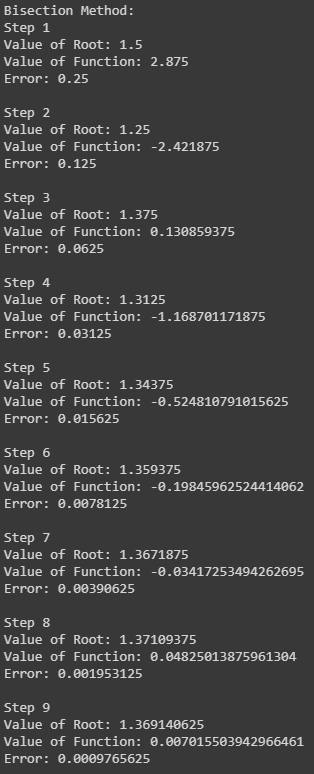 Bisection Method:
Step 1
Value of Root: 1.5
Value of Function: 2.875
Error: 0.25
Step 2
Value of Root: 1.25
Value of Function: -2.421875
Error: 0.125
Step 3
Value of Root: 1.375
Value of Function: 0.130859375
Error: 0.0625
Step 4
Value of Root: 1.3125
Value of Function: -1.168701171875
Error: 0.03125
Step 5
Value of Root: 1.34375
Value of Function: -0.524810791015625
Error: 0.015625
Step 6
Value of Root: 1.359375
Value of Function: -0.19845962524414062
Error: 0.0078125
Step 7
Value of Root: 1.3671875
Value of Function: -0.03417253494262695
Error: 0.00390625
Step 8
Value of Root: 1.37109375
Value of Function: 0.04825013875961304
Error: 0.001953125
Step 9
Value of Root: 1.369140625
Value of Function: 0.007015503942966461
Error: 0.0009765625